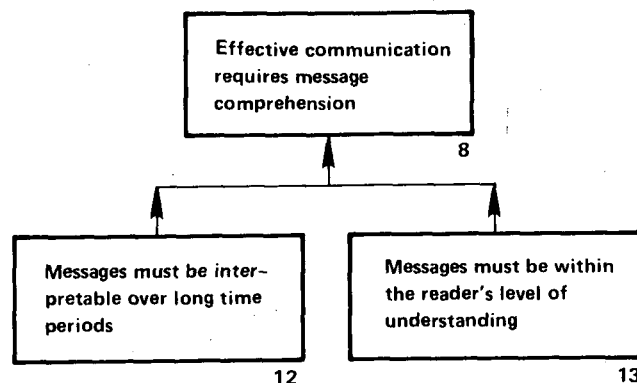 Effective communication
requires message
comprehension
8
Messages must be inter-
pretable over long time
periods
12
Messages must be within
the reader's level of
understanding
13